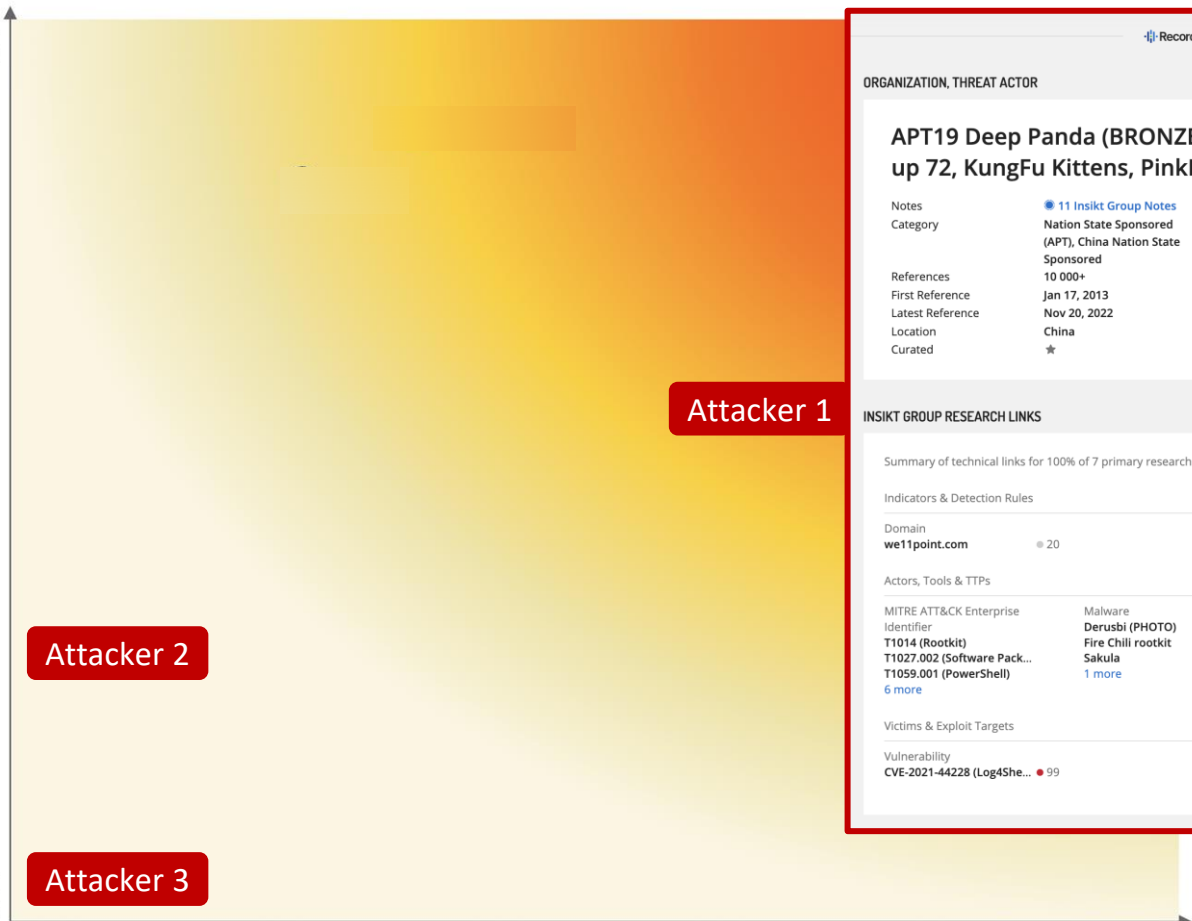 Recor
ORGANIZATION, THREAT ACTOR
APT19 Deep Panda (BRONZE
up 72, KungFu Kittens, Pink
Notes 11 Insikt Group Notes
Category Nation State Sponsored
(APT), China Nation State
Sponsored
References 10 000+
First Reference Jan 17, 2013
Latest Reference Nov 20, 2022
Location China
Curated
Attacker 1
INSIKT GROUP RESEARCH LINKS
Summary of technical links for 100% of 7 primary research
Indicators & Detection Rules
Domain
we11point.com 20
Actors, Tools & TTPs
MITRE ATT&CK Enterprise
Identifier
T1014 (Rootkit)
T1027.002 (Software Pack...
T1059.001 (PowerShell)
6 more
Malware
Derusbi (PHOTO)
Fire Chili rootkit
Sakula
1 more
Victims & Exploit Targets
Vulnerability
CVE-2021-44228 (Log4She... 99
Attacker 2
Attacker 3